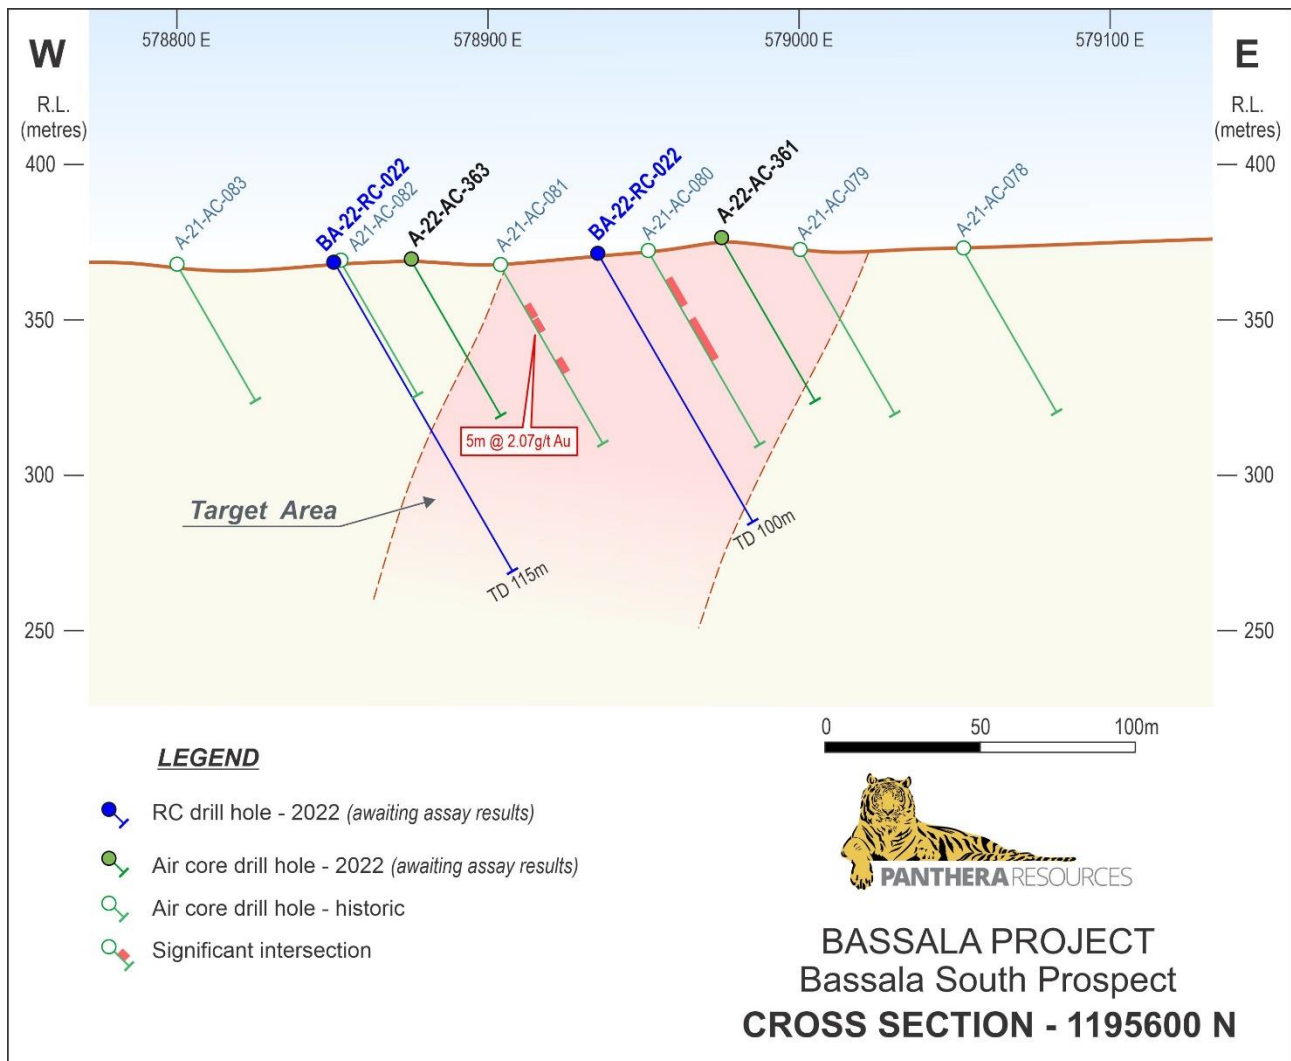 578800 E
578900 E
579000 E
579100 E
W
E
R.L.
(metres)
R.L.
(metres)
400
350
300
250
400
350
300
250
A-21-AC-083
BA-22-RC-022
A21-AC-082
A-22-AC-363
A-21-AC-081
BA-22-RC-022
A-21-AC-080
A-22-AC-361
A-21-AC-079
A-21-AC-078
5m @ 2.07g/t Au
Target Area
TD 115m
TD 100m
0 50 100m
LEGEND
RC drill hole - 2022 (awaiting assay results)
Air core drill hole - 2022 (awaiting assay results)
Air core drill hole - historic
Significant intersection
PANTHERA RESOURCES
BASSALA PROJECT
Bassala South Prospect
CROSS SECTION - 1195600 N